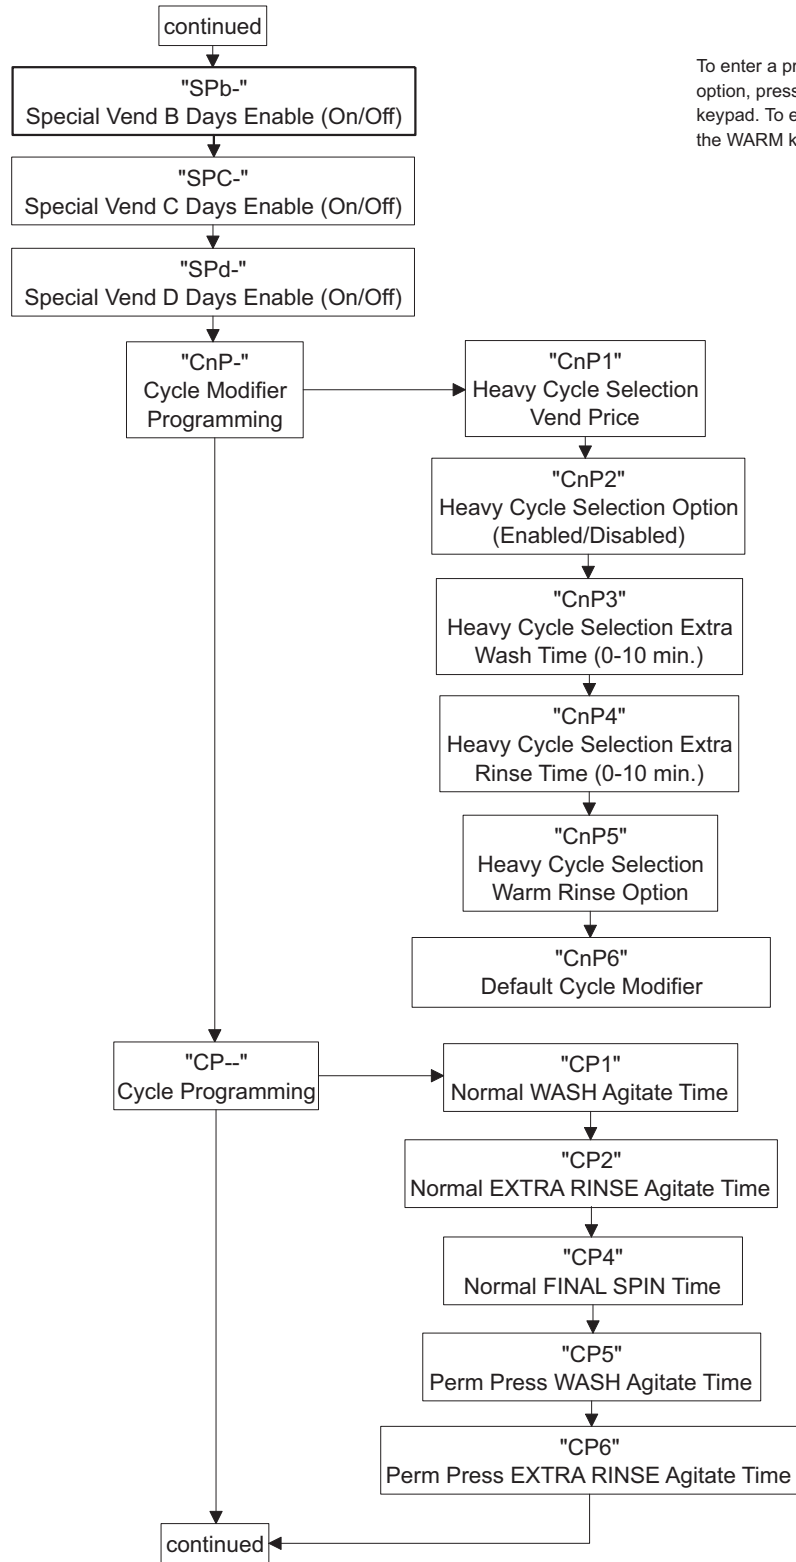 continued
"SPb-"
Special Vend B Days Enable (On/Off)
"SPC-"
Special Vend C Days Enable (On/Off)
"SPd-"
Special Vend D Days Enable (On/Off)
To enter a
option, press
keypad. To
the WARM
"CnP-"
Cycle Modifier
Programming
"CnP1"
Heavy Cycle Selection
Vend Price
"CnP2"
Heavy Cycle Selection Option
(Enabled/Disabled)
"CnP3"
Heavy Cycle Selection Extra
Wash Time (0-10 min.)
"CnP4"
Heavy Cycle Selection Extra
Rinse Time (0-10 min.)
"CnP5"
Heavy Cycle Selection
Warm Rinse Option
"CnP6"
Default Cycle Modifier
"CP--"
Cycle Programming
"CP1"
Normal WASH Agitate Time
"CP2"
Normal EXTRA RINSE Agitate Time
"CP4"
Normal FINAL SPIN Time
"CP5"
Perm Press WASH Agitate Time
"CP6"
Perm Press EXTRA RINSE Agitate Time
continued